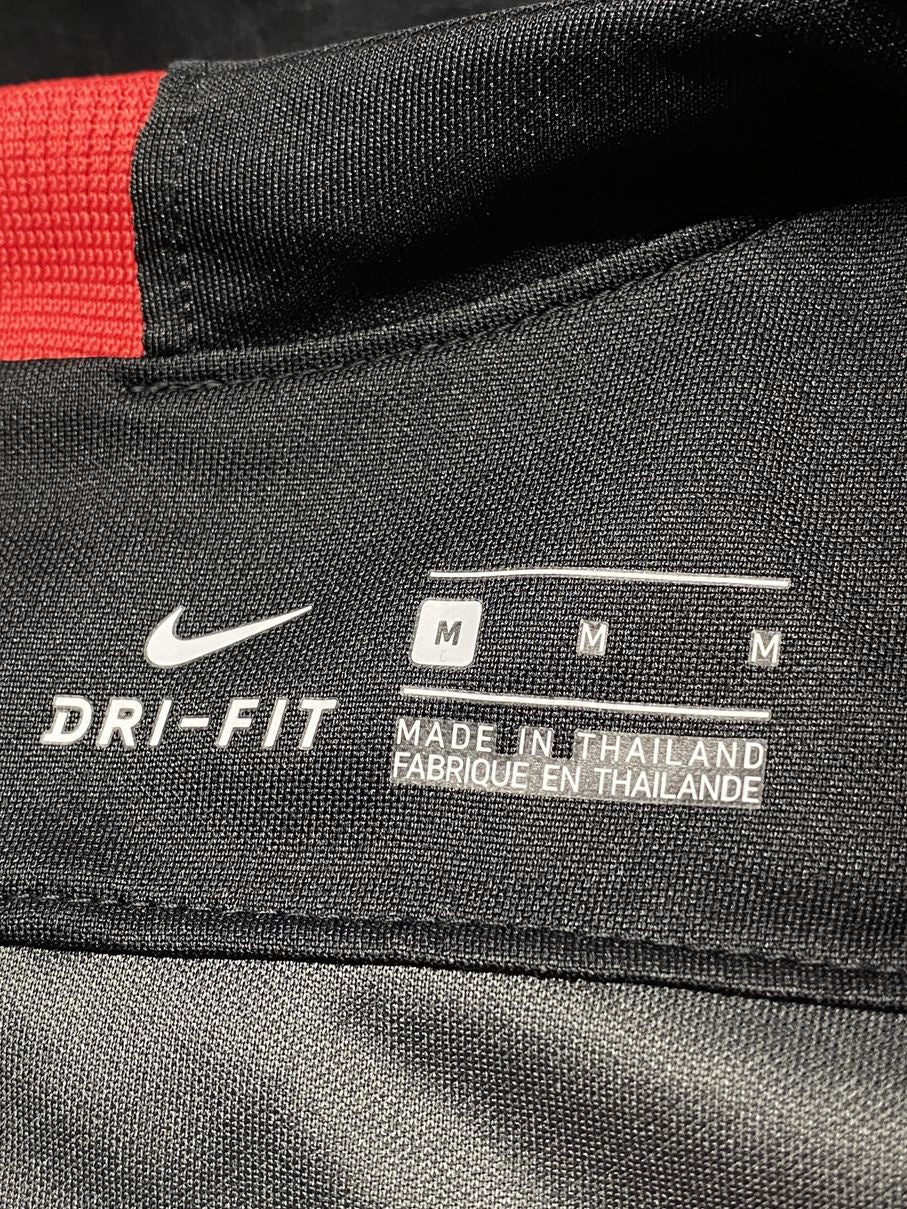 DRI-FIT
M M M
MADE IN THAILAND
FABRIQUE EN THAILANDE